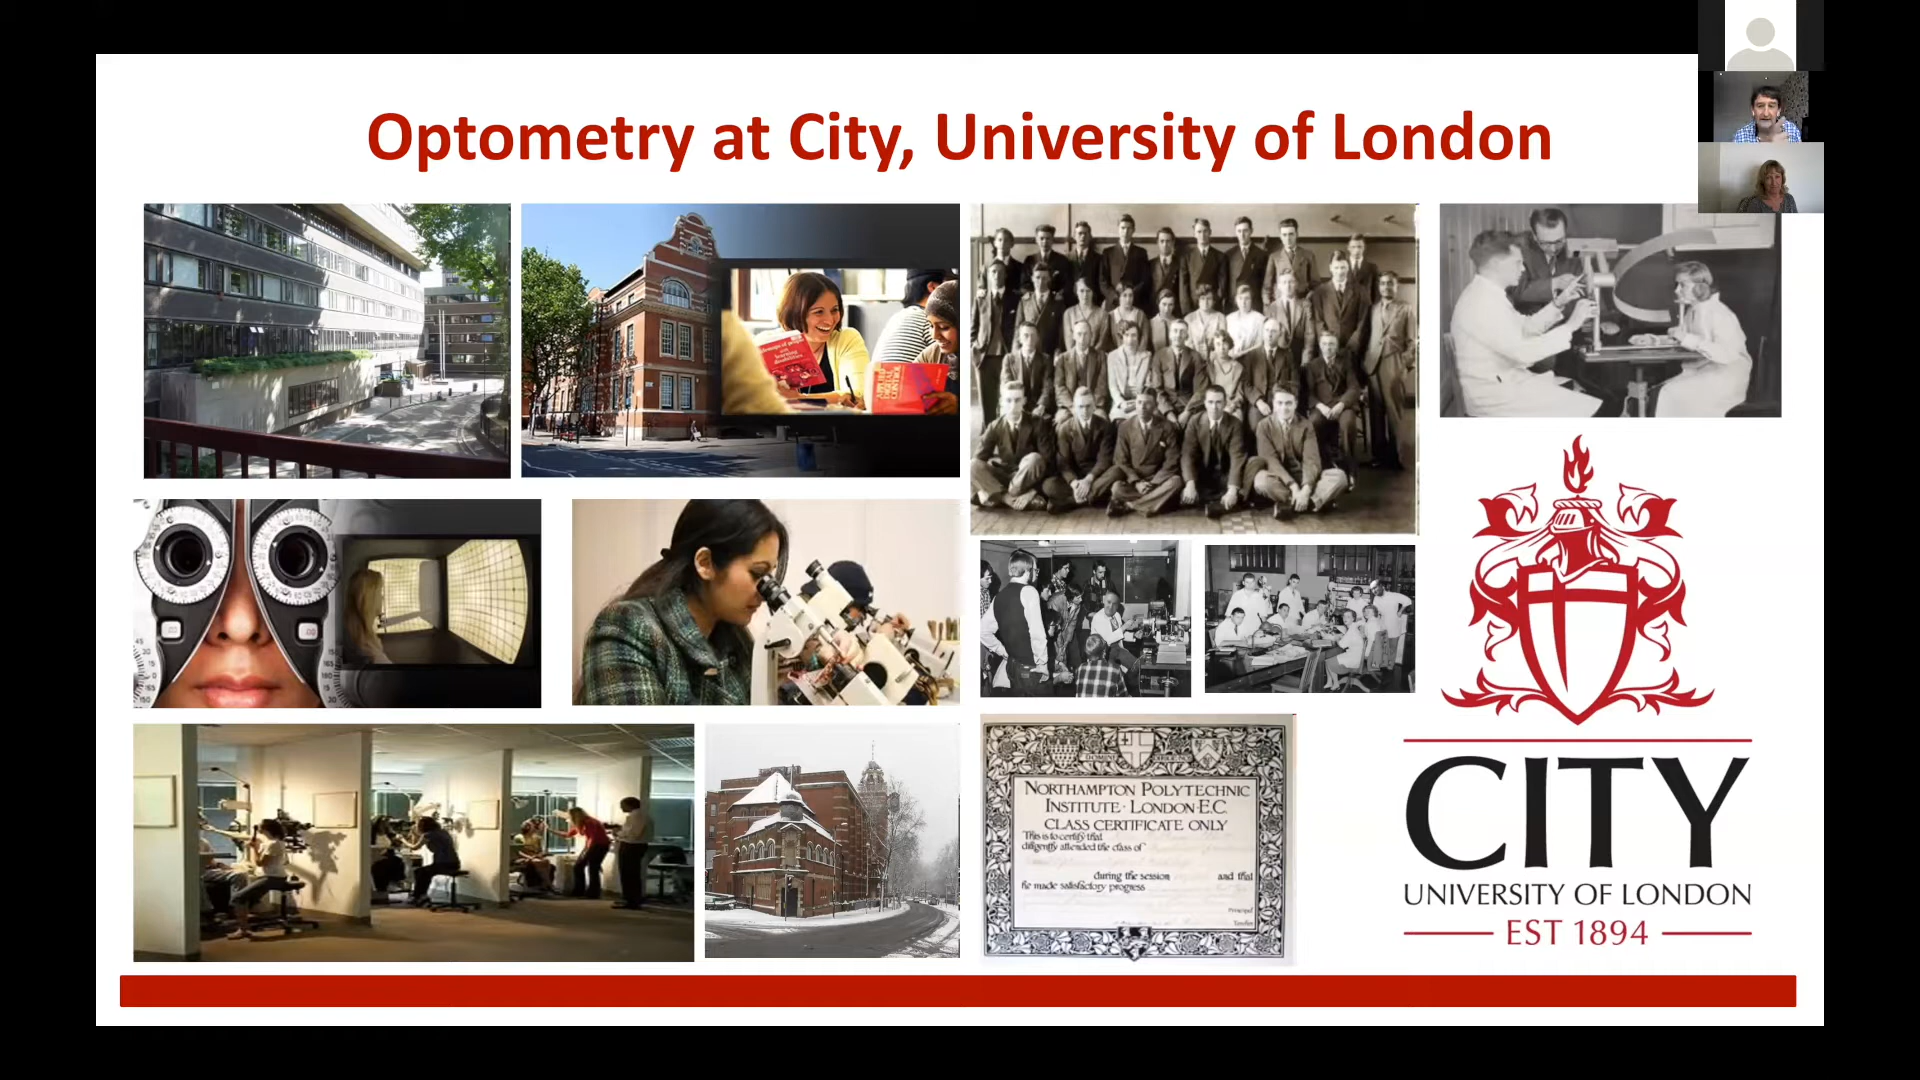 Optometry at City, University of London
NORTHAMPTON POLYTECHNIC
INSTITUTE · LONDON · E.C
CLASS CERTIFICATE ONLY
This is to certify that
diligently attended the class of
during the session and that
he made satisfactory progress
Principal
CITY
UNIVERSITY OF LONDON
EST 1894